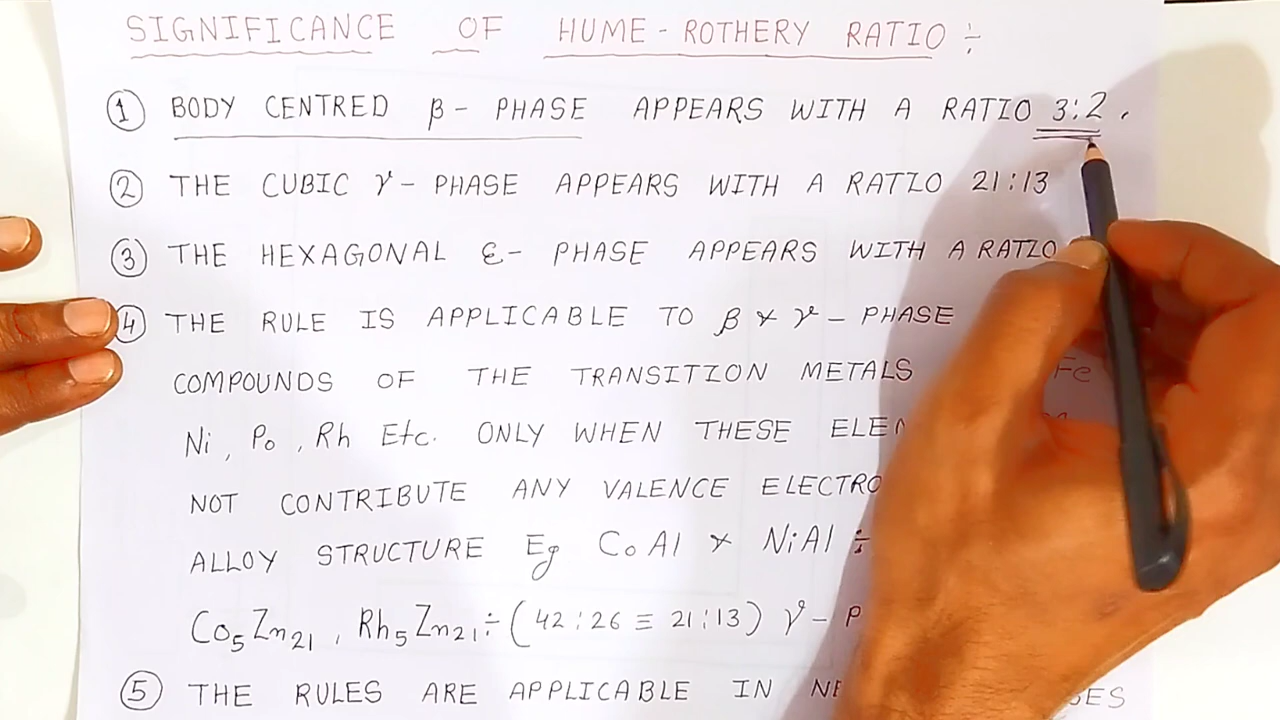 SIGNIFICANCE OF HUME-ROTHERY RATIO ÷
① BODY CENTRED β- PHASE APPEARS WITH A RATIO 3:2.
② THE CUBIC γ- PHASE APPEARS WITH A RATIO 21:13
③ THE HEXAGONAL ε- PHASE APPEARS WITH A RATIO
④ THE RULE IS APPLICABLE TO β & γ- PHASE
COMPOUNDS OF THE TRANSITION METALS Fe
Ni, Po, Rh Etc. ONLY WHEN THESE
NOT CONTRIBUTE ANY VALENCE
ALLOY STRUCTURE Eg CoAl & NiAl ÷
Co₅Zn₂₁, Rh₅Zn₂₁ ÷ (42:26 ≡ 21:13) γ-
⑤ THE RULES ARE APPLICABLE IN